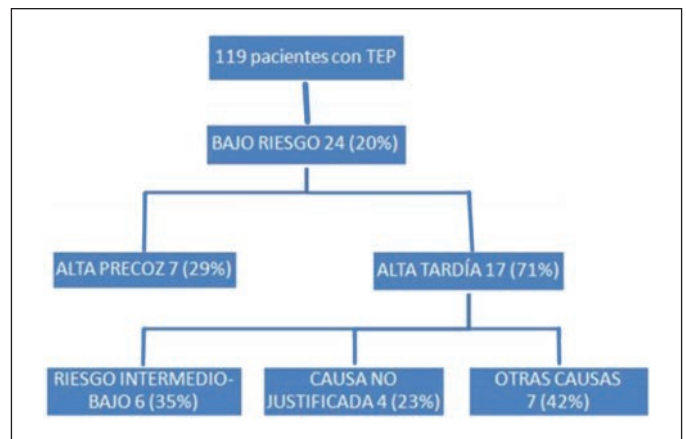 119 pacientes con TEP
BAJO RIESGO 24 (20%)
ALTA PRECOZ 7 (29%)
ALTA TARDÍA 17 (71%)
RIESGO INTERMEDIO-
BAJO 6 (35%)
CAUSA NO
JUSTIFICADA 4 (23%)
OTRAS CAUSAS
7 (42%)